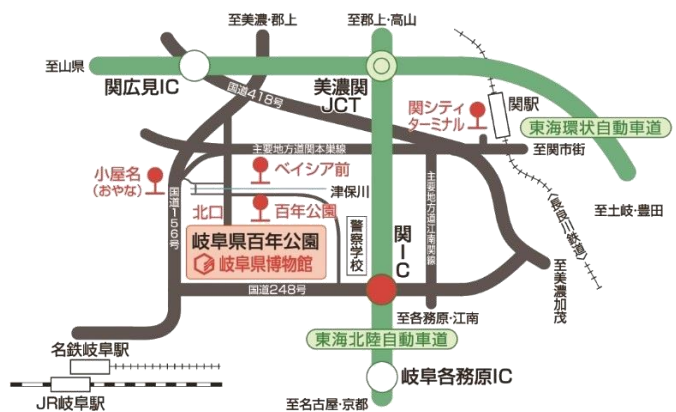 至美濃・郡上
至郡上・高山
至山県
関広見IC
美濃関
JCT
国道418号
関シティ
ターミナル
関駅
東海環状自動車道
主要地方道関本巣線
至関市街
小屋名
(おやな)
ベイシア前
津保川
国道156号
北口
百年公園
主要地方道江南関線
至土岐・豊田
〈長良川鉄道〉
岐阜県百年公園
岐阜県博物館
警察学校
関IC
至美濃加茂
国道248号
至各務原・江南
東海北陸自動車道
名鉄岐阜駅
JR岐阜駅
岐阜各務原IC
至名古屋・京都